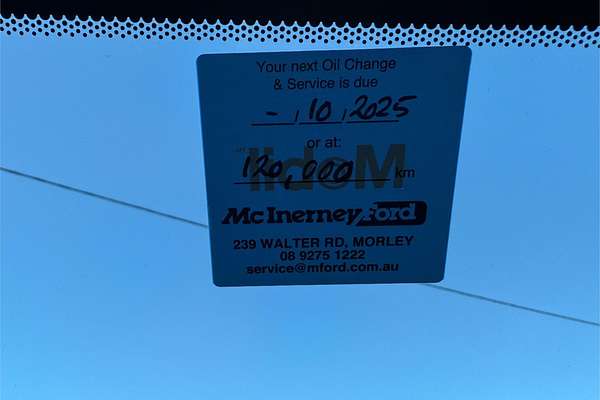 Your next Oil Change
& Service is due
- / 10 / 2025
or at:
120,000 km
Mobil
McInerney Ford
239 WALTER RD, MORLEY
08 9275 1222
service@mford.com.au